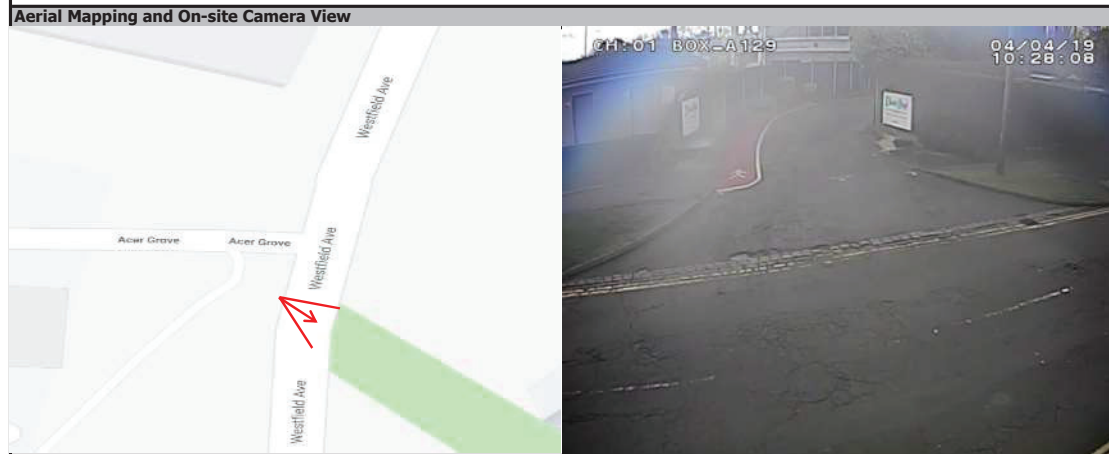 Aerial Mapping and On-site Camera View
CH:01 BOX-A129
04/04/19
10:28:08
Westfield Ave
Acer Grove
Acer Grove
Westfield Ave
Westfield Ave